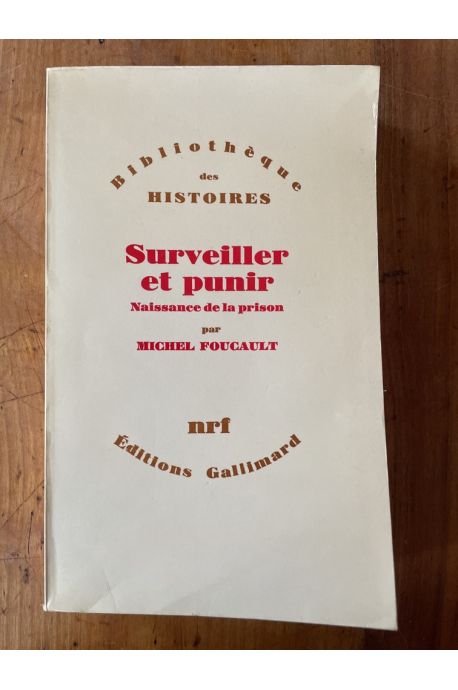 Bibliothèque
des
HISTOIRES
Surveiller
et punir
Naissance de la prison
par
MICHEL FOUCAULT
nrf
Éditions Gallimard